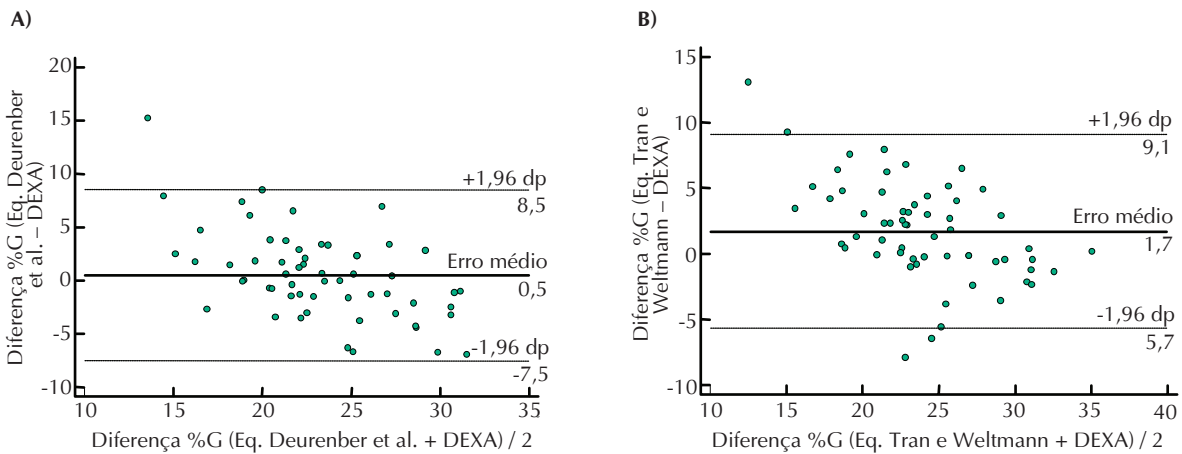 A)
Diferença %G (Eq. Deurenber
et al. – DEXA)
20
15
10
5
0
-5
-10
+1,96 dp
8,5
Erro médio
0,5
-1,96 dp
-7,5
10 15 20 25 30 35
Diferença %G (Eq. Deurenber et al. + DEXA) / 2
B)
Diferença %G (Eq. Tran e
Weltmann – DEXA)
15
10
5
0
-5
-10
+1,96 dp
9,1
Erro médio
1,7
-1,96 dp
5,7
10 15 20 25 30 35 40
Diferença %G (Eq. Tran e Weltmann + DEXA) / 2